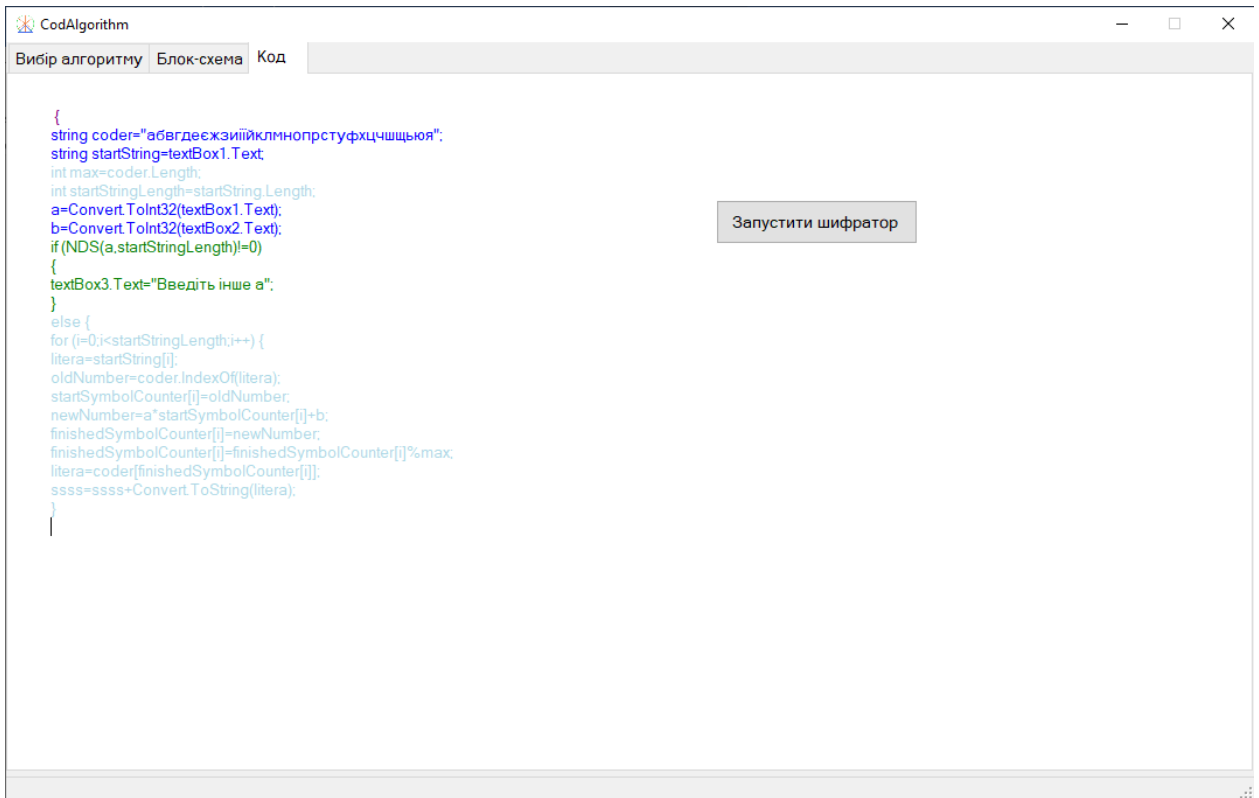 CodAlgorithm
Вибір алгоритму Блок-схема Код
{
string coder="абвгдеєжзиіїйклмнопрстуфхцчшщьюя";
string startString=textBox1.Text;
int max=coder.Length;
int startStringLength=startString.Length;
a=Convert.ToInt32(textBox1.Text);
b=Convert.ToInt32(textBox2.Text);
if (NDS(a,startStringLength)!=0)
{
textBox3.Text="Введіть інше a";
}
else {
for (i=0;i<startStringLength;i++) {
litera=startString[i];
oldNumber=coder.IndexOf(litera);
startSymbolCounter[i]=oldNumber;
newNumber=a*startSymbolCounter[i]+b;
finishedSymbolCounter[i]=newNumber;
finishedSymbolCounter[i]=finishedSymbolCounter[i]%max;
litera=coder[finishedSymbolCounter[i]];
ssss=ssss+Convert.ToString(litera);
}
Запустити шифратор